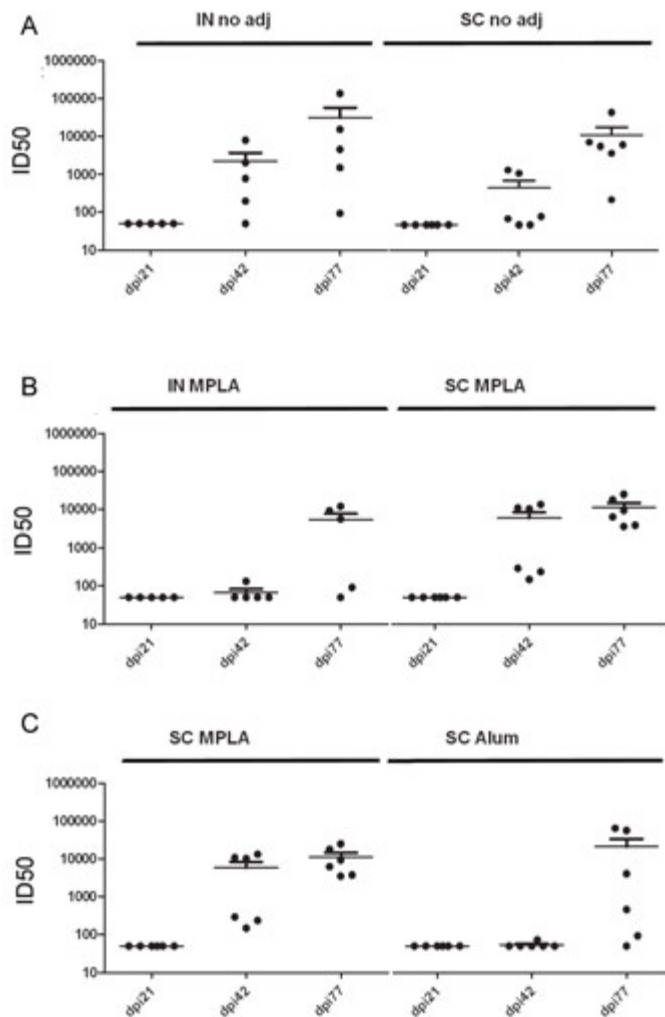 A
IN no adj SC no adj
ID50
1000000
100000
10000
1000
100
10
dpi21 dpi42 dpi77 dpi21 dpi42 dpi77
B
IN MPLA SC MPLA
ID50
1000000
100000
10000
1000
100
10
dpi21 dpi42 dpi77 dpi21 dpi42 dpi77
C
SC MPLA SC Alum
ID50
1000000
100000
10000
1000
100
10
dpi21 dpi42 dpi77 dpi21 dpi42 dpi77